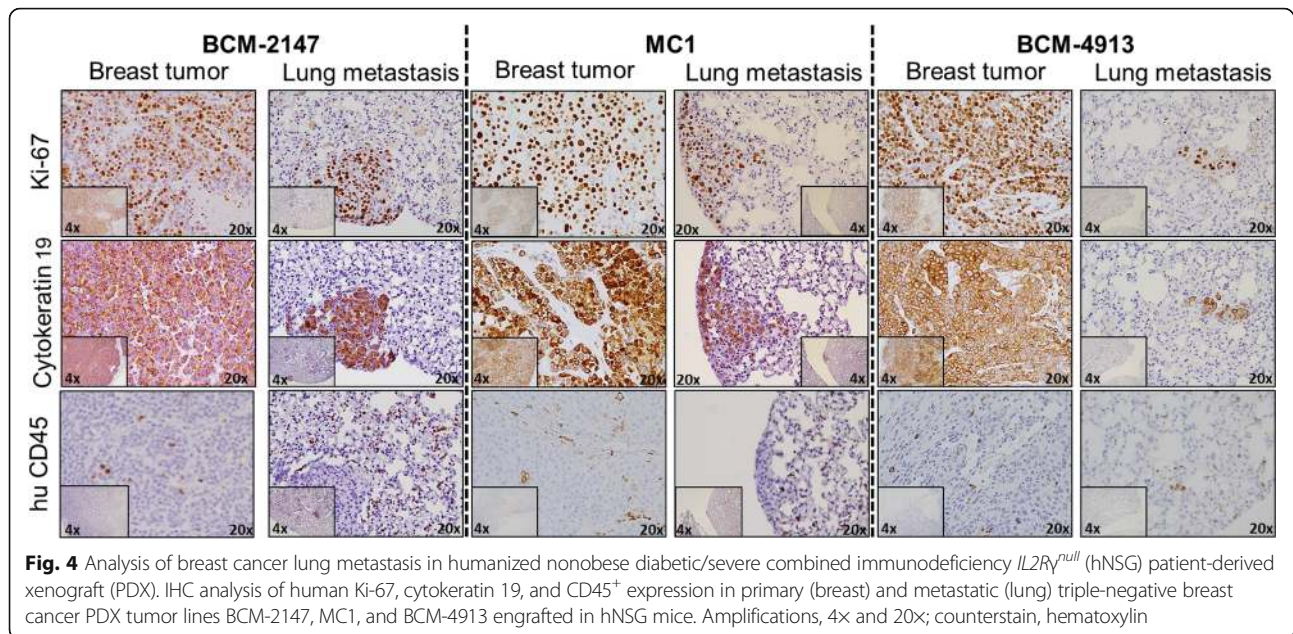 BCM-2147 MC1 BCM-4913
Breast tumor Lung metastasis Breast tumor Lung metastasis Breast tumor Lung metastasis
Ki-67
4x 20x 4x 20x 4x 20x 20x 4x 4x 20x 4x 20x
Cytokeratin 19
4x 20x 4x 20x 4x 20x 20x 4x 4x 20x 4x 20x
hu CD45
4x 20x 4x 20x 4x 20x 4x 20x 4x 20x 4x 20x
Fig. 4 Analysis of breast cancer lung metastasis in humanized nonobese diabetic/severe combined immunodeficiency IL2Rγnull (hNSG) patient-derived
xenograft (PDX). IHC analysis of human Ki-67, cytokeratin 19, and CD45+ expression in primary (breast) and metastatic (lung) triple-negative breast
cancer PDX tumor lines BCM-2147, MC1, and BCM-4913 engrafted in hNSG mice. Amplifications, 4× and 20×; counterstain, hematoxylin